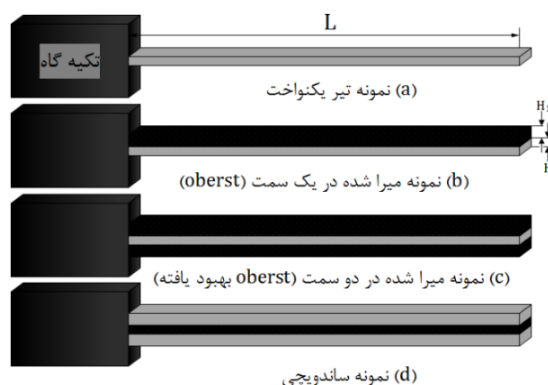 L
تکیه گاه
(a) نمونه تیر یکنواخت
(b) نمونه میرا شده در یک سمت (oberst)
(c) نمونه میرا شده در دو سمت (oberst بهبود یافته)
(d) نمونه ساندویچی